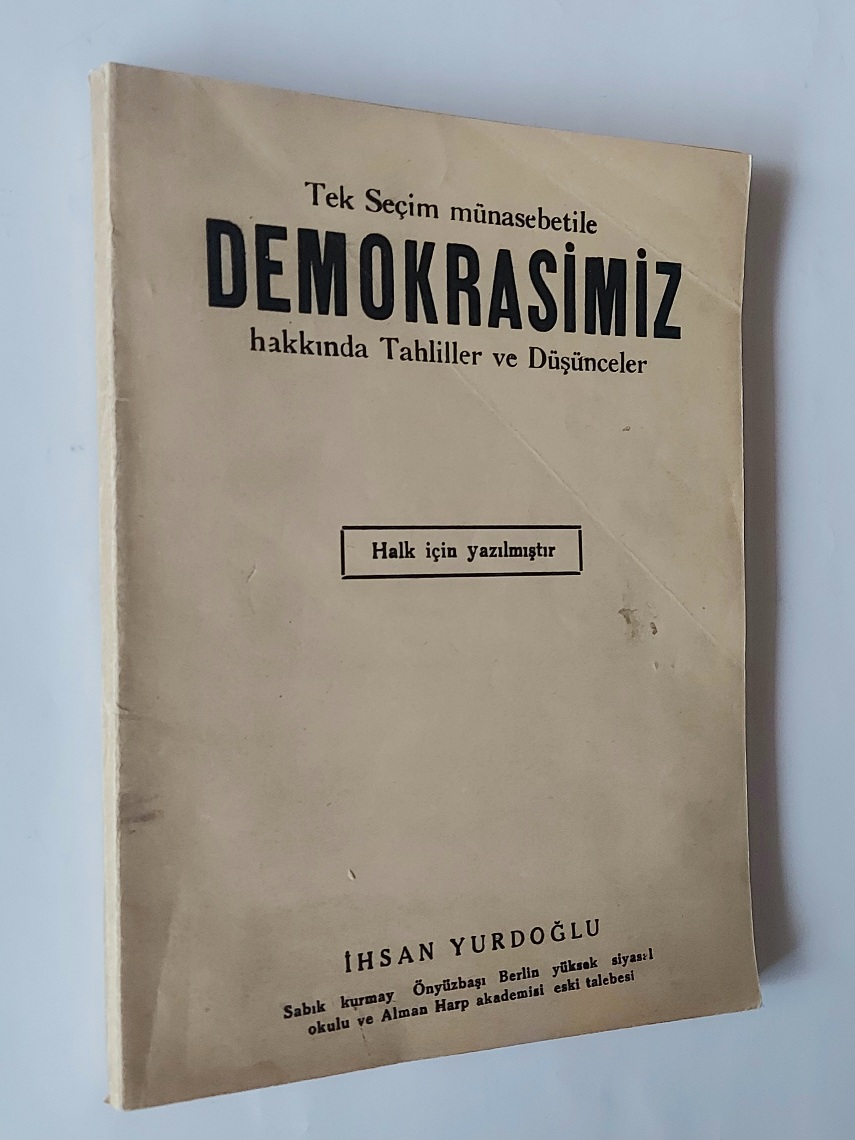 Tek Seçim münasebetile
DEMOKRASİMİZ
hakkında Tahliller ve Düşünceler
Halk için yazılmıştır
İHSAN YURDOĞLU
Sabık kurmay Önyüzbaşı Berlin yüksek siyasal
okulu ve Alman Harp akademisi eski talebesi